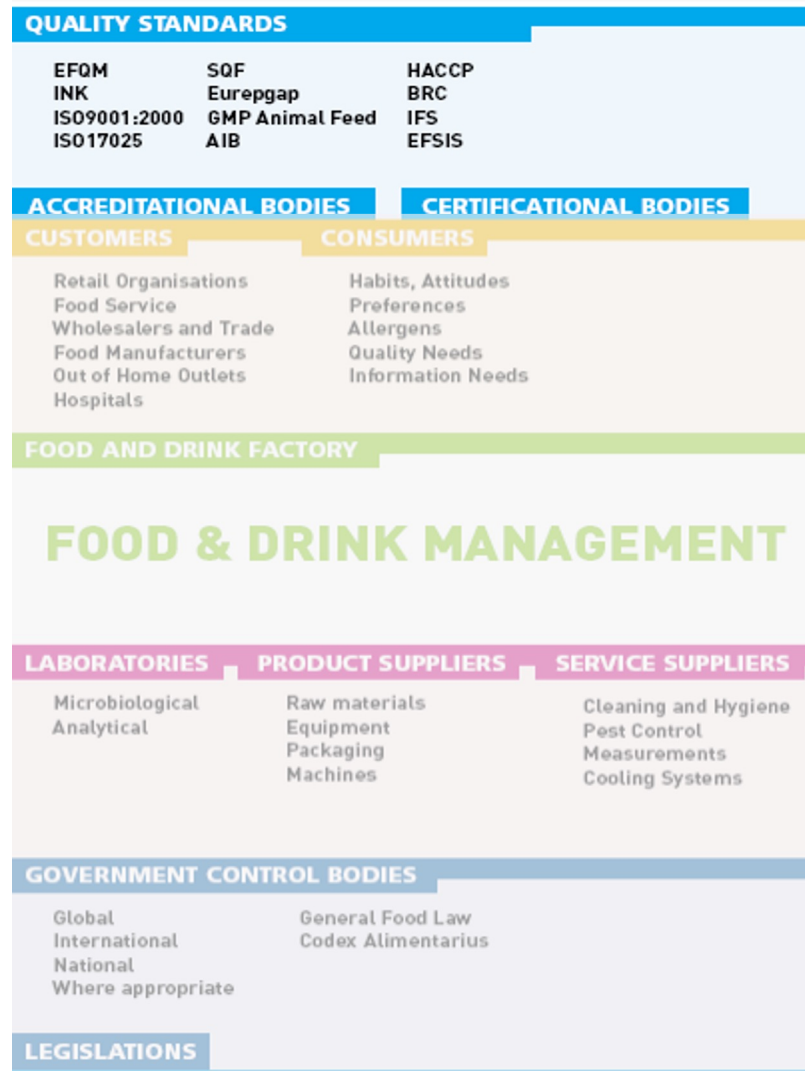 QUALITY STANDARDS
EFQM SQF HACCP
INK Eurepgap BRC
ISO9001:2000 GMP Animal Feed IFS
ISO17025 AIB EFSIS
ACCREDITATIONAL BODIES CERTIFICATIONAL BODIES
CUSTOMERS CONSUMERS
Retail Organisations Habits, Attitudes
Food Service Preferences
Wholesalers and Trade Allergens
Food Manufacturers Quality Needs
Out of Home Outlets Information Needs
Hospitals
FOOD AND DRINK FACTORY
FOOD & DRINK MANAGEMENT
LABORATORIES PRODUCT SUPPLIERS SERVICE SUPPLIERS
Microbiological Raw materials Cleaning and Hygiene
Analytical Equipment Pest Control
Packaging Measurements
Machines Cooling Systems
GOVERNMENT CONTROL BODIES
Global General Food Law
International Codex Alimentarius
National
Where appropriate
LEGISLATIONS